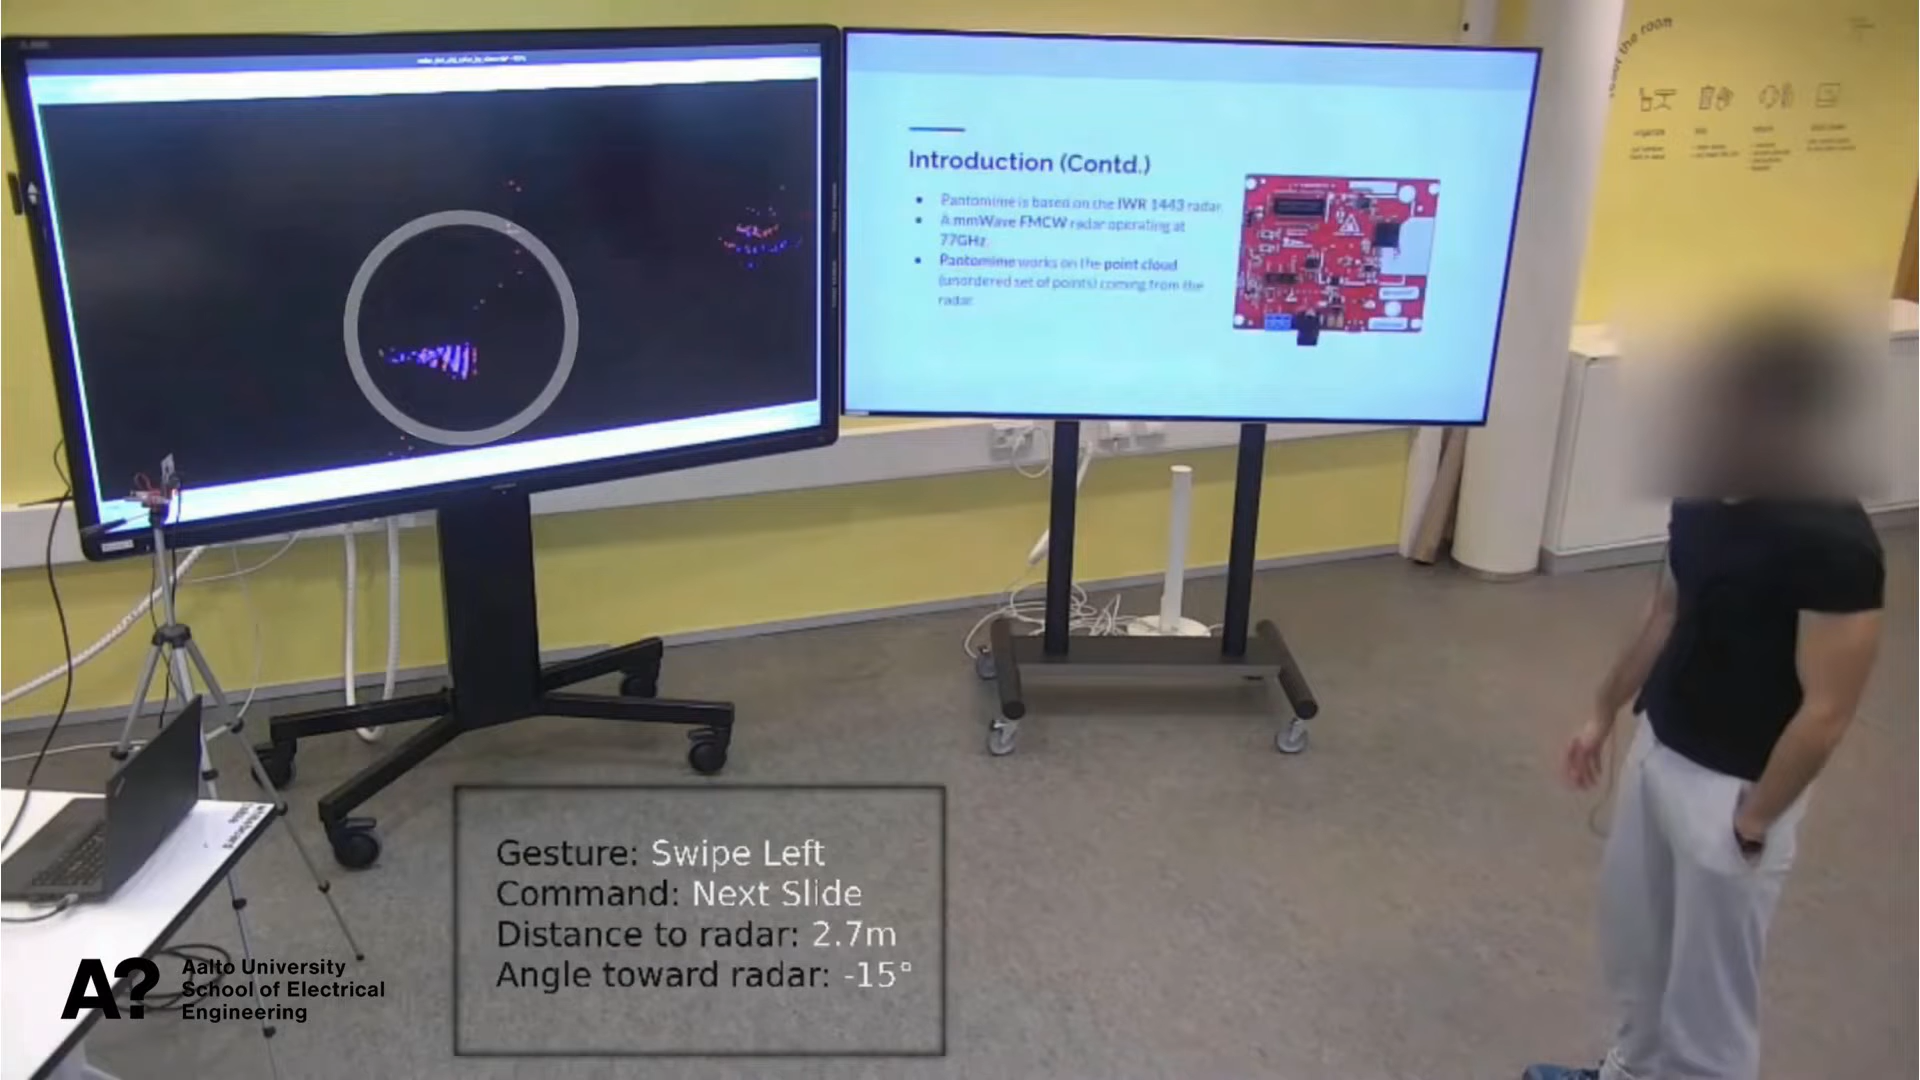 Introduction (Contd.)
Pantomime is based on the IWR 1443 radar.
A mmWave FMCW radar operating at
77GHz.
Pantomime works on the point cloud
(unordered set of points) coming from the
radar.
the room
Gesture: Swipe Left
Command: Next Slide
Distance to radar: 2.7m
Angle toward radar: -15°
A?
Aalto University
School of Electrical
Engineering